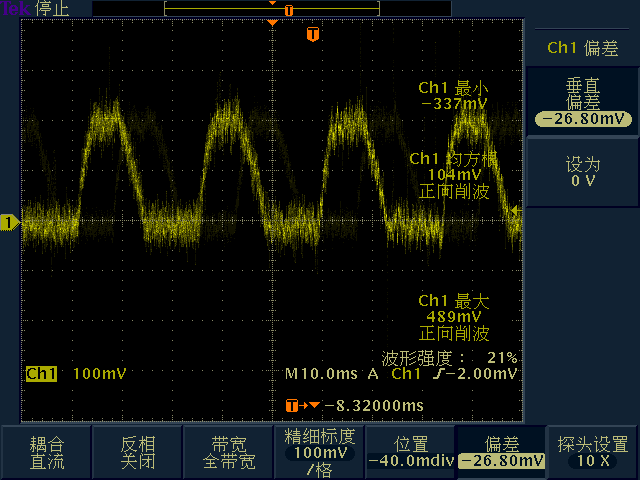 Tek 停止
T
T
Ch1 偏差
垂直
偏差
-26.80mV
设为
0 V
Ch1 最小
-337mV
Ch1 均方根
104mV
正向削波
1
Ch1 最大
489mV
正向削波
波形强度： 21%
Ch1 100mV M10.0ms A Ch1 -2.00mV
T -8.32000ms
耦合
直流
反相
关闭
带宽
全带宽
精细标度
100mV
/格
位置
-40.0mdiv
偏差
-26.80mV
探头设置
10 X